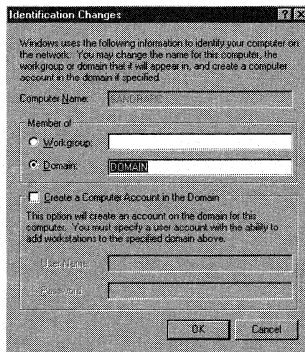 Identification Changes
Windows uses the following information to identify your computer on
the network. You may change the name for this computer, the
workgroup or domain that it will appear in, and create a computer
account in the domain if specified.
Computer Name: SANDRAPC
Member of
Workgroup:
Domain: DOMAIN
Create a Computer Account in the Domain
This option will create an account on the domain for this
computer. You must specify a user account with the ability to
add workstations to the specified domain above.
User Name:
Password:
OK Cancel